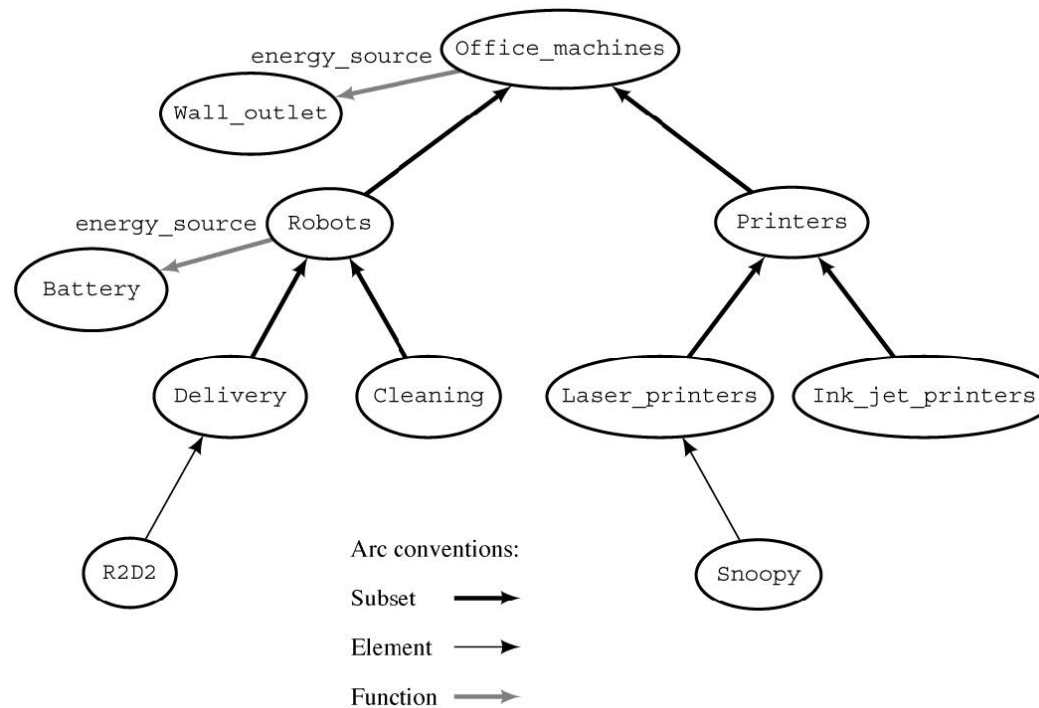 Office_machines
energy_source
Wall_outlet
Robots
Printers
energy_source
Battery
Delivery
Cleaning
Laser_printers
Ink_jet_printers
R2D2
Snoopy
Arc conventions:
Subset
Element
Function